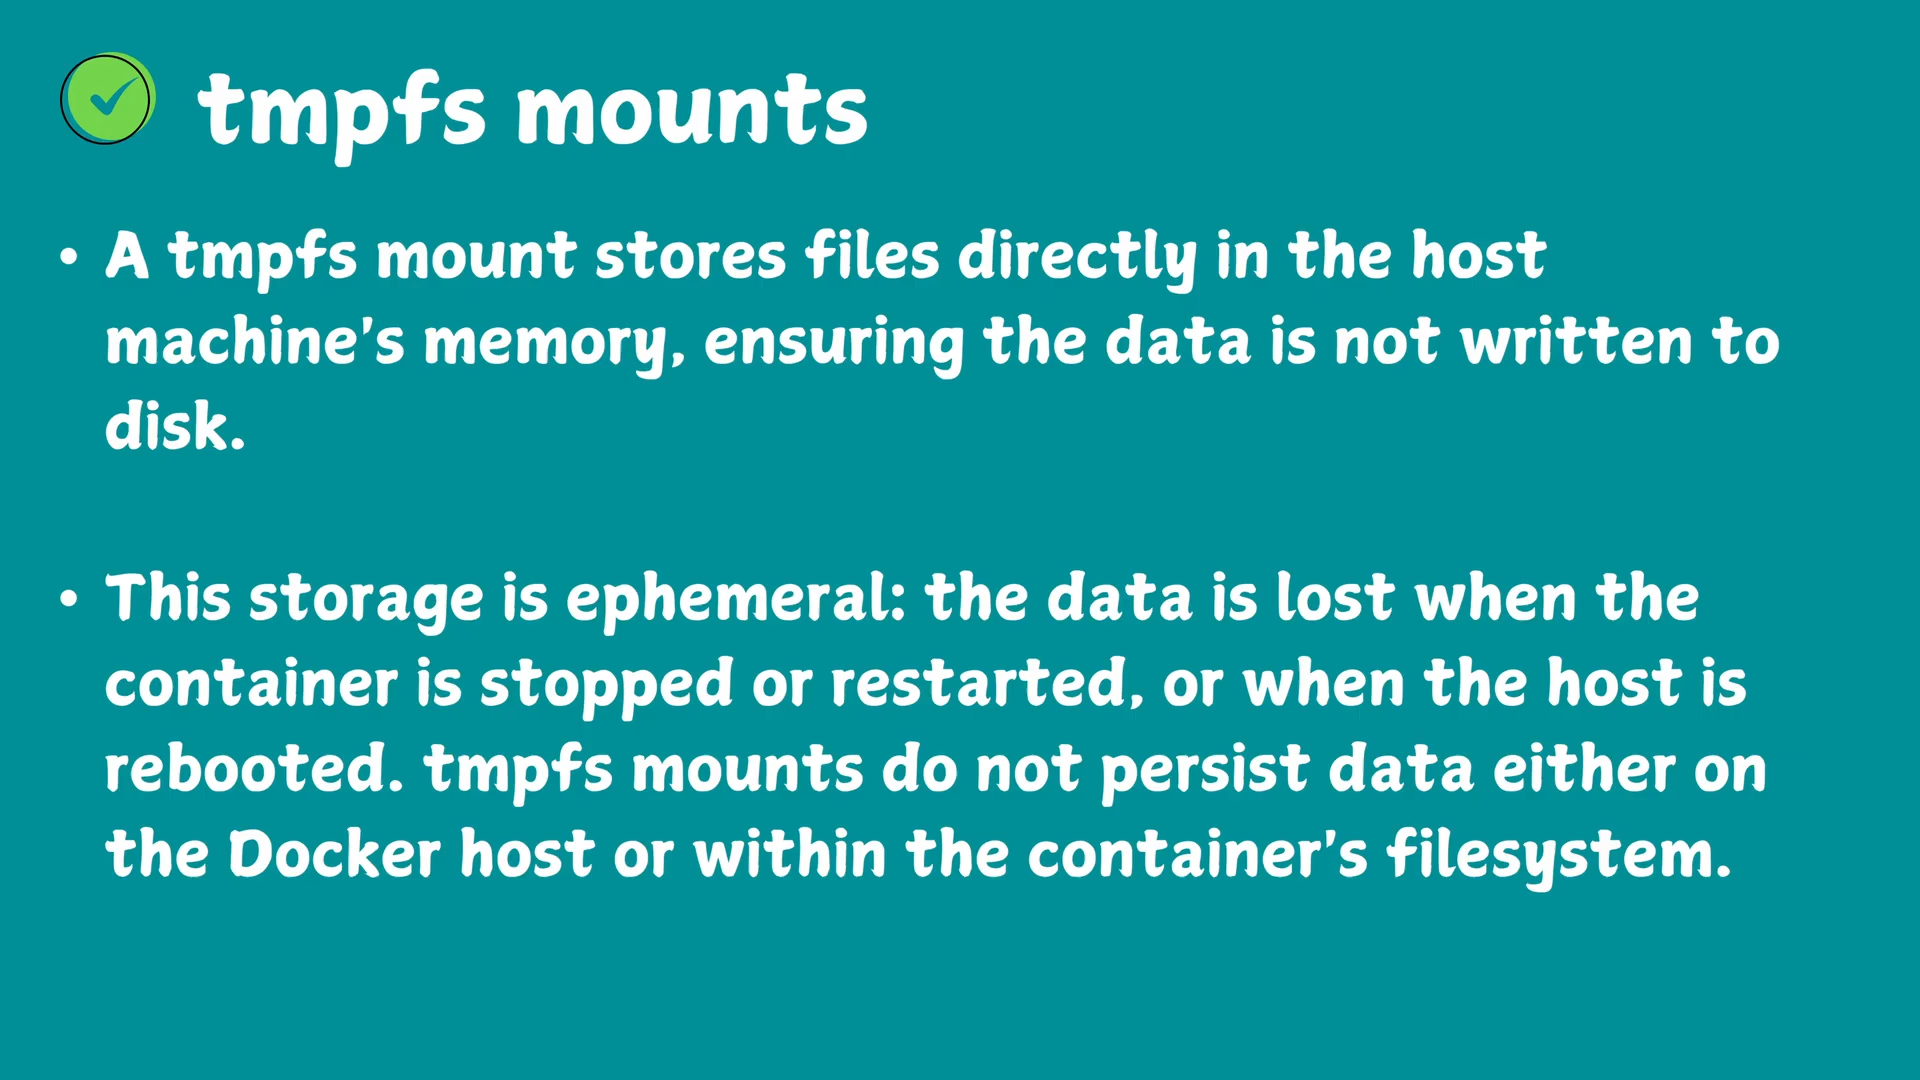 tmpfs mounts
• A tmpfs mount stores files directly in the host
machine's memory, ensuring the data is not written to
disk.
• This storage is ephemeral: the data is lost when the
container is stopped or restarted, or when the host is
rebooted. tmpfs mounts do not persist data either on
the Docker host or within the container's filesystem.